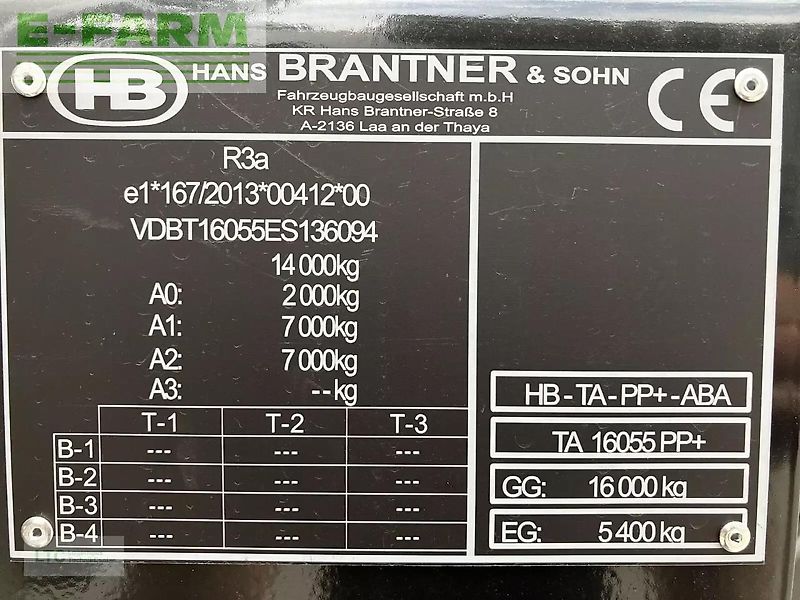 E-FARM
HB HANS BRANTNER & SOHN
Fahrzeugbaugesellschaft m.b.H
KR Hans Brantner-Straße 8
A-2136 Laa an der Thaya
CE
R3a
e1*167/2013*00412*00
VDBT16055ES136094
14 000kg
A0: 2 000kg
A1: 7 000kg
A2: 7 000kg
A3: --kg
T-1 T-2 T-3
B-1 --- --- ---
B-2 --- --- ---
B-3 --- --- ---
B-4 --- --- ---
HB-TA-PP+-ABA
TA 16055 PP+
GG: 16 000 kg
EG: 5 400 kg
LTC